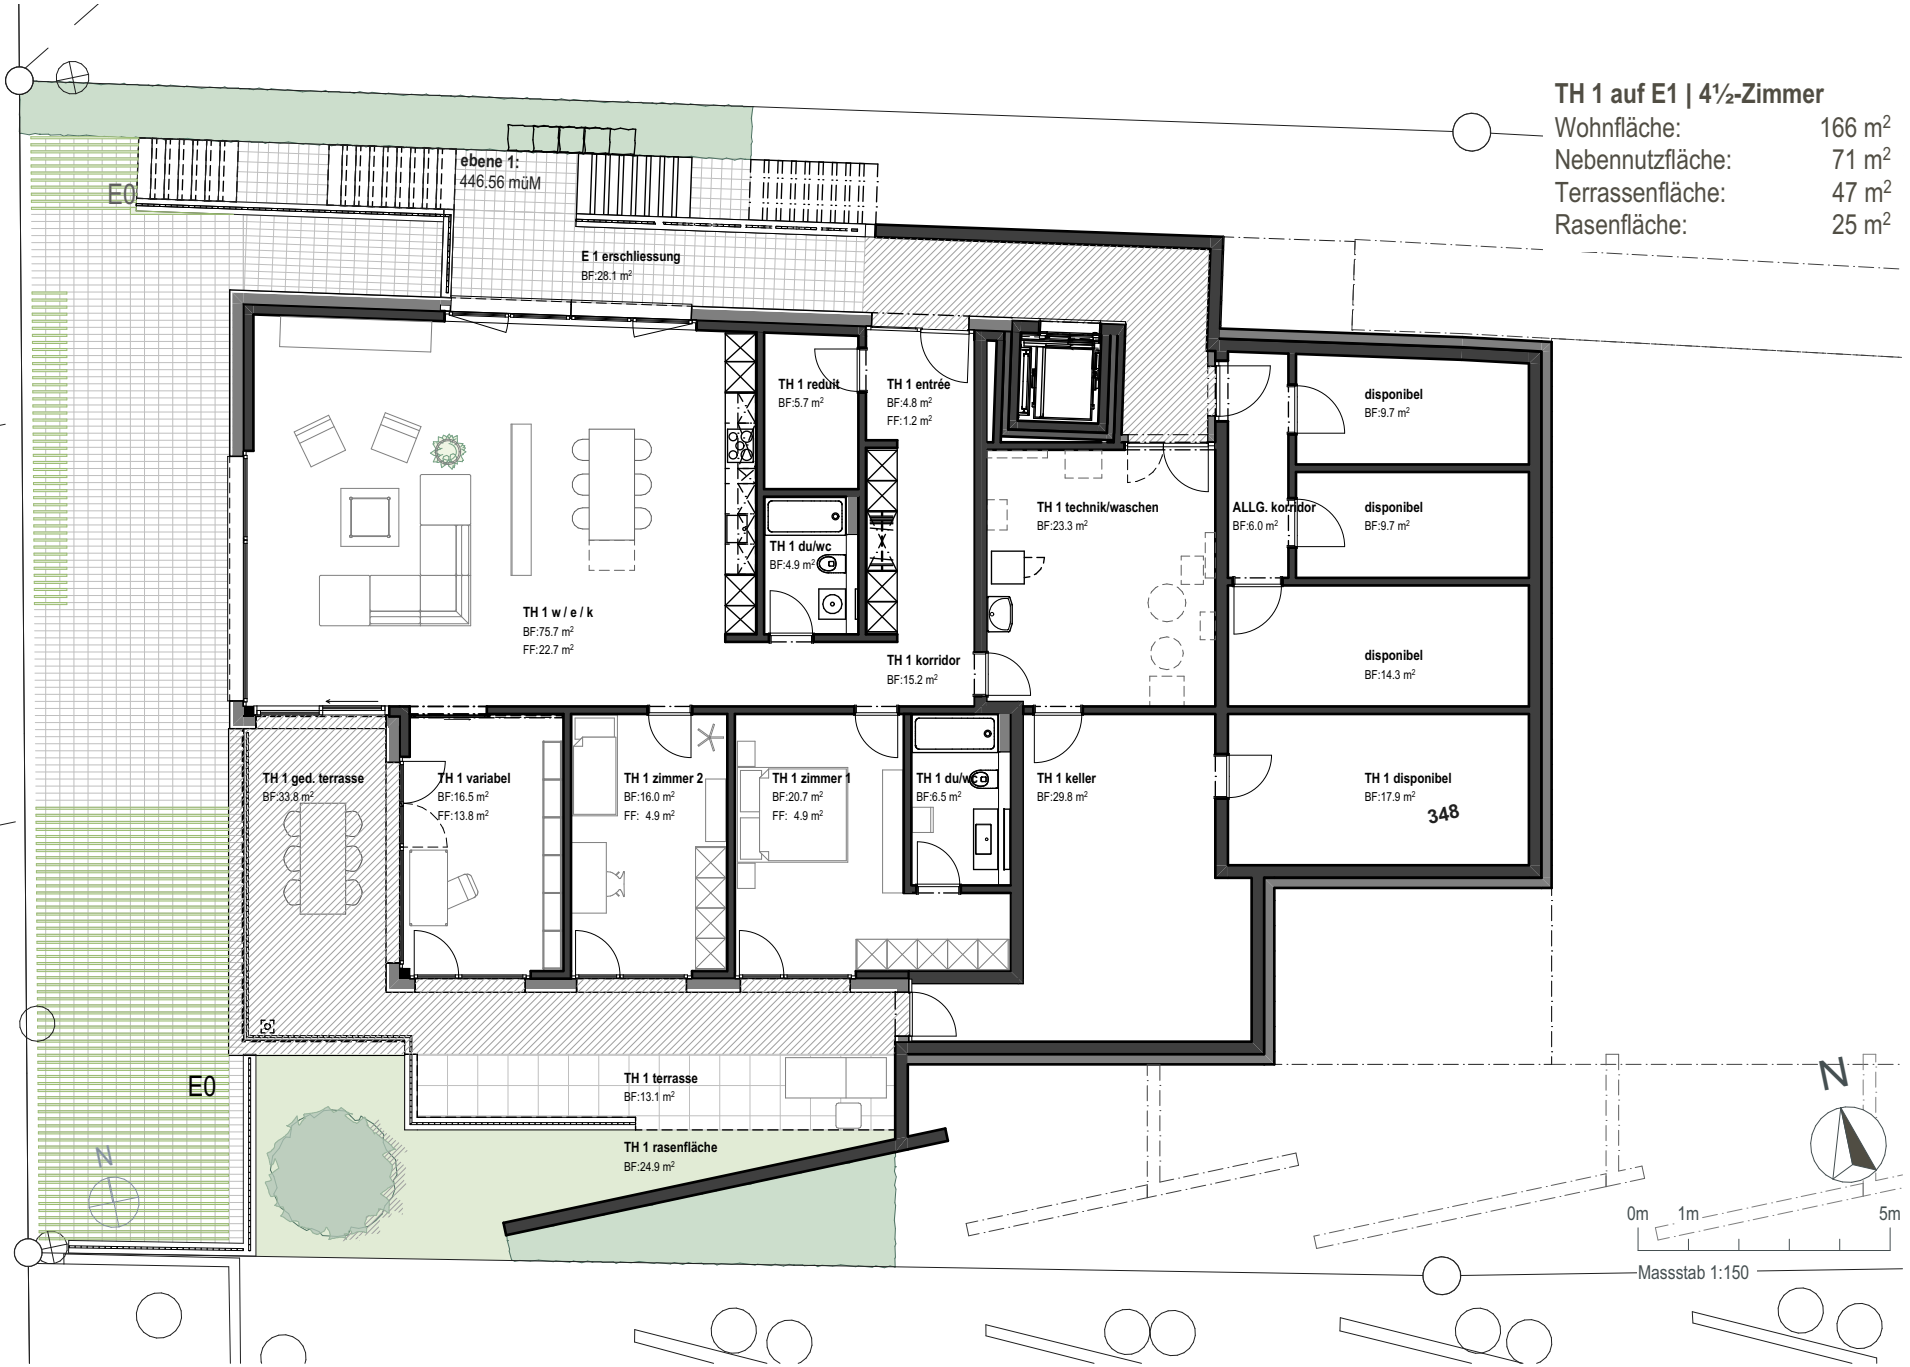 TH 1 auf E1 | 4½-Zimmer
Wohnfläche: 166 m²
Nebennutzfläche: 71 m²
Terrassenfläche: 47 m²
Rasenfläche: 25 m²
ebene 1:
446.56 müM
E0
E 1 erschliessung
BF:28.1 m²
TH 1 reduit
BF:5.7 m²
TH 1 entrée
BF:4.8 m²
FF:1.2 m²
disponibel
BF:9.7 m²
TH 1 technik/waschen
BF:23.3 m²
ALLG. korridor
BF:6.0 m²
disponibel
BF:9.7 m²
TH 1 du/wc
BF:4.9 m²
TH 1 w / e / k
BF:75.7 m²
FF:22.7 m²
TH 1 korridor
BF:15.2 m²
disponibel
BF:14.3 m²
TH 1 ged. terrasse
BF:33.8 m²
TH 1 variabel
BF:16.5 m²
FF:13.8 m²
TH 1 zimmer 2
BF:16.0 m²
FF: 4.9 m²
TH 1 zimmer 1
BF:20.7 m²
FF: 4.9 m²
TH 1 du/wc
BF:6.5 m²
TH 1 keller
BF:29.8 m²
TH 1 disponibel
BF:17.9 m²
348
E0
TH 1 terrasse
BF:13.1 m²
TH 1 rasenfläche
BF:24.9 m²
N
N
0m 1m 5m
Massstab 1:150